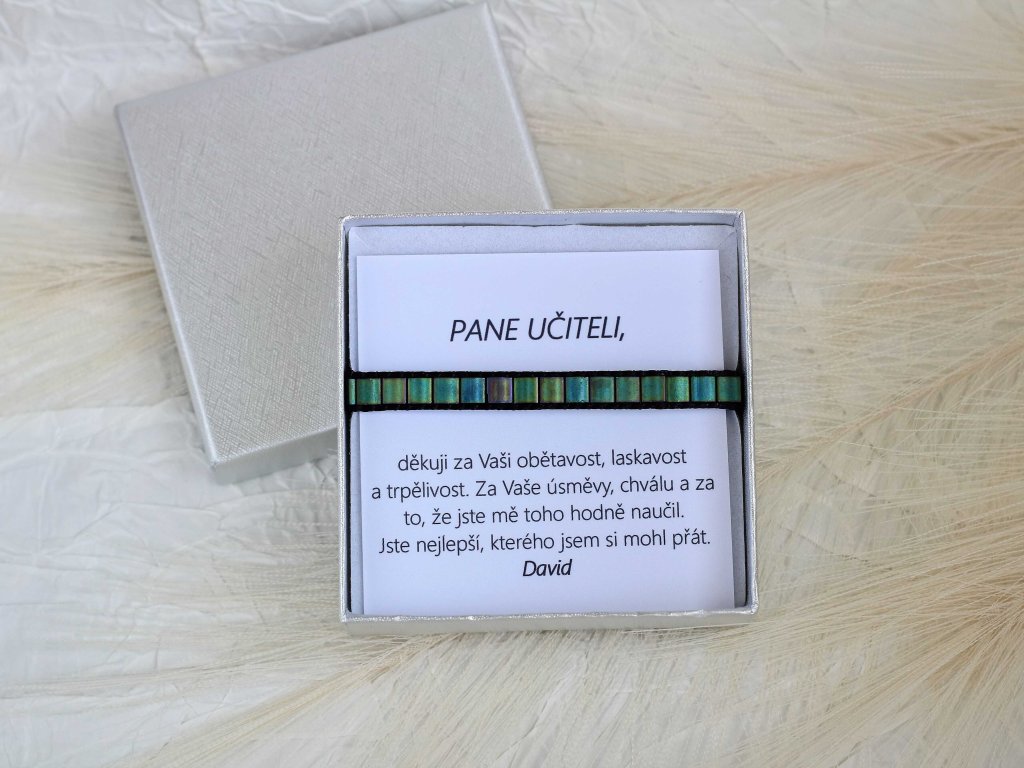 PANE UČITELI,
děkuji za Vaši obětavost, laskavost
a trpělivost. Za Vaše úsměvy, chválu a za
to, že jste mě toho hodně naučil.
Jste nejlepší, kterého jsem si mohl přát.
David